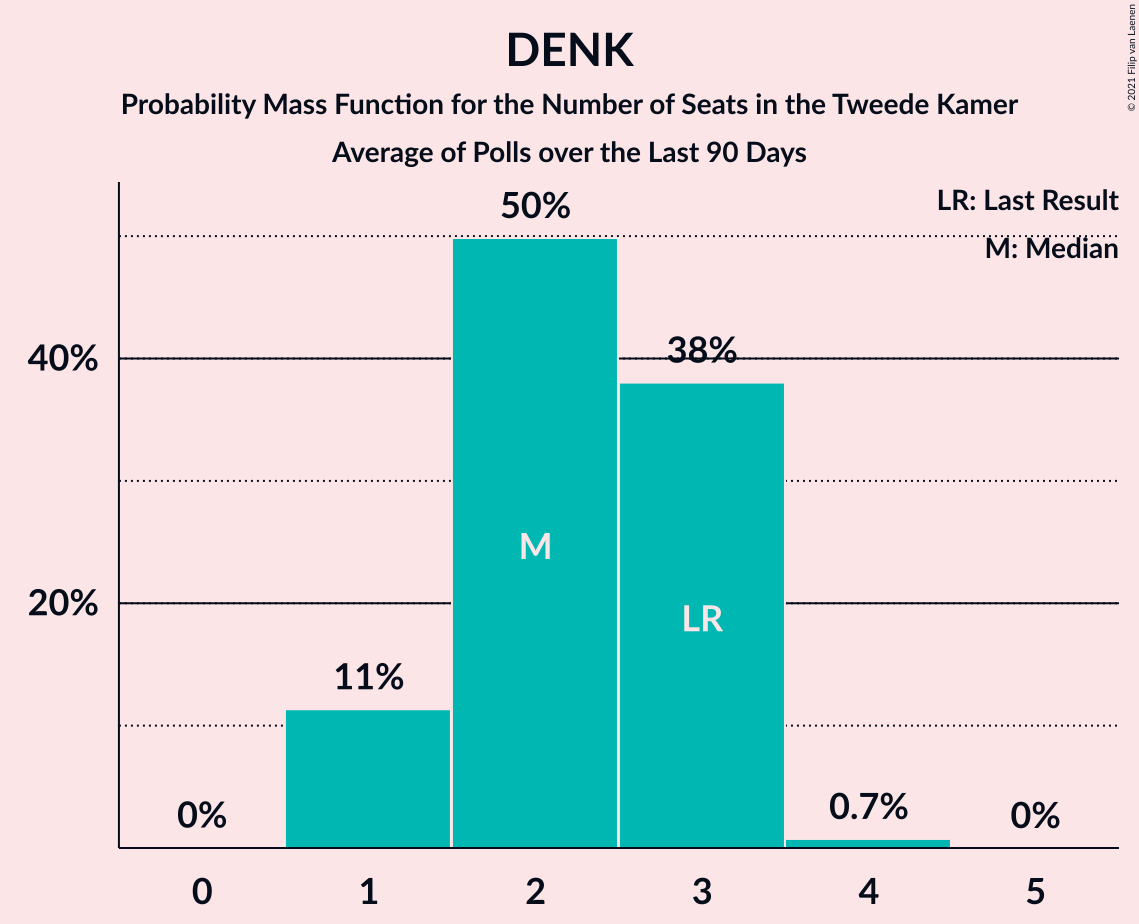 DENK
Probability Mass Function for the Number of Seats in the Tweede Kamer
Average of Polls over the Last 90 Days
© 2021 Filip van Laenen
LR: Last Result
M: Median
50%
38%
11%
0%
0.7%
0%
M
LR
40%
20%
0 1 2 3 4 5